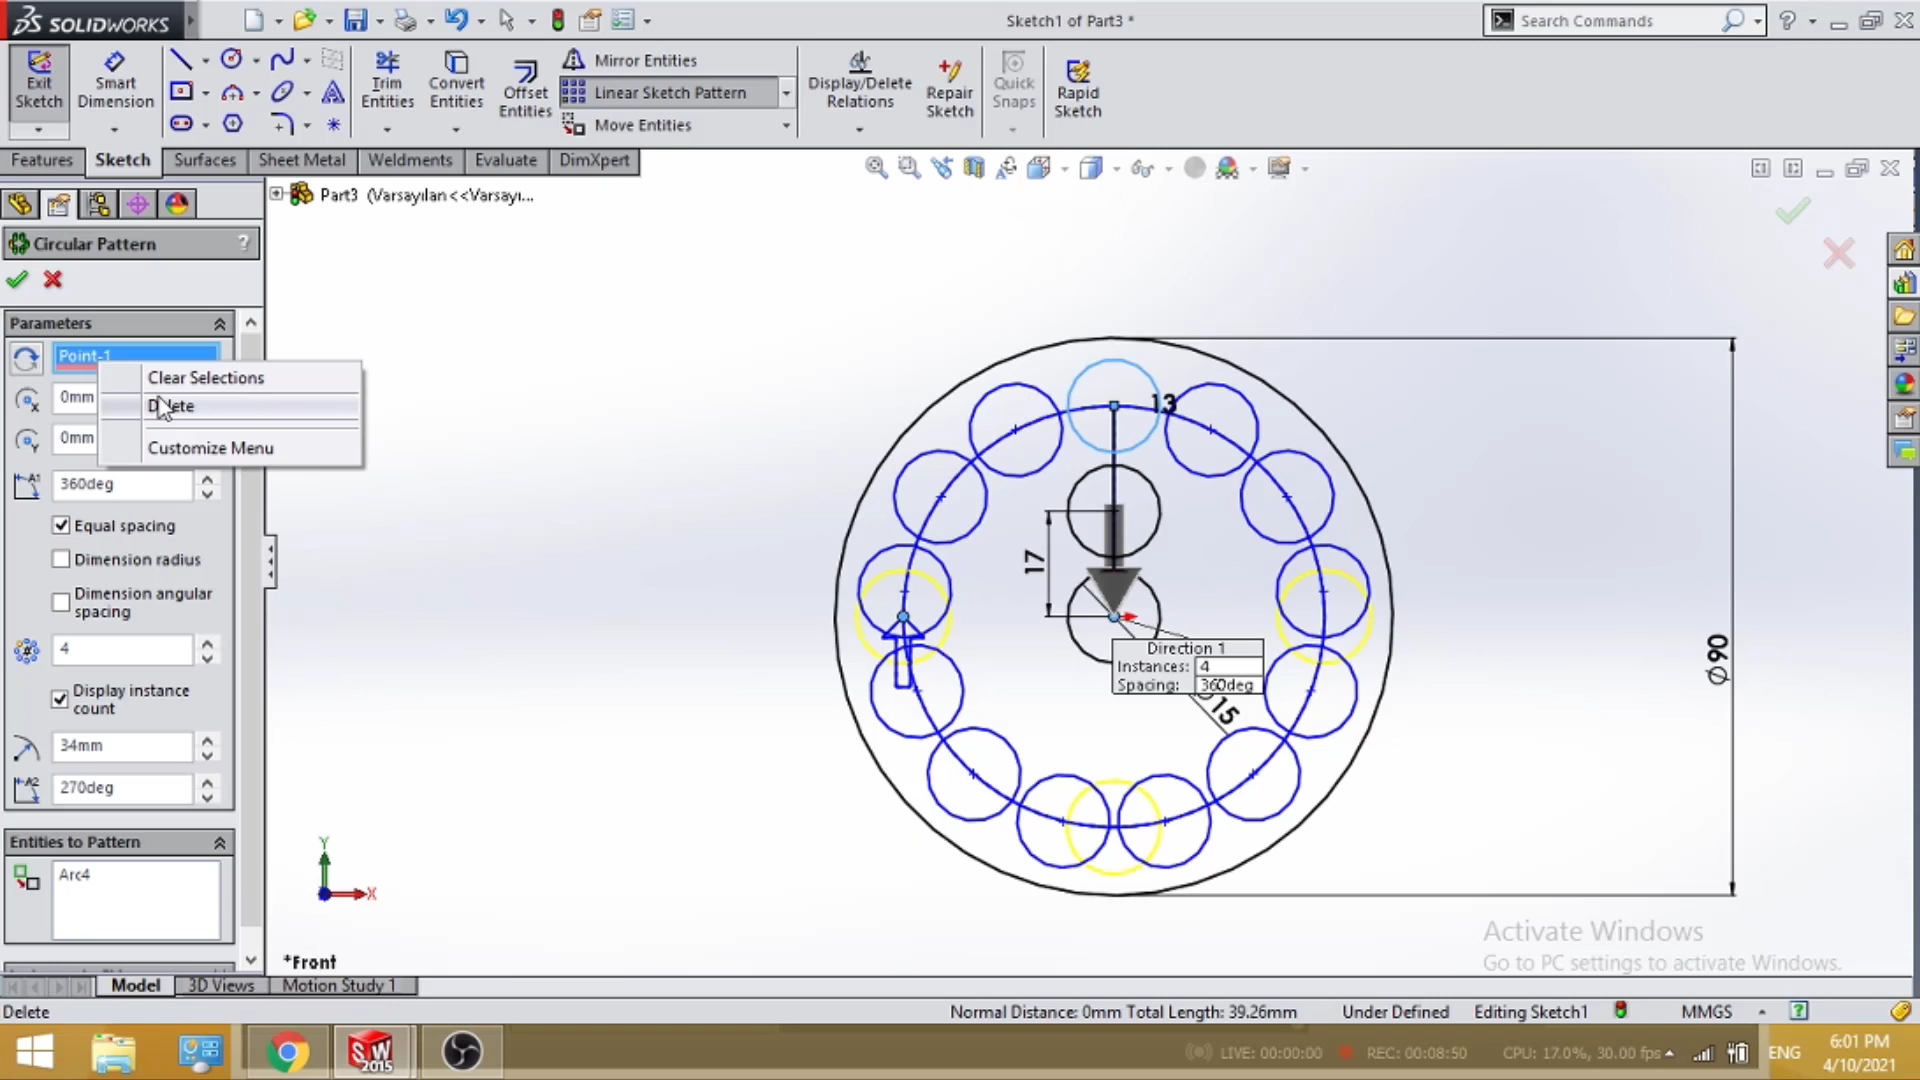 SOLIDWORKS
Sketch1 of Part3 *
Search Commands
Exit Sketch
Smart Dimension
Trim Entities
Convert Entities
Offset Entities
Mirror Entities
Linear Sketch Pattern
Move Entities
Display/Delete Relations
Repair Sketch
Quick Snaps
Rapid Sketch
Features
Sketch
Surfaces
Sheet Metal
Weldments
Evaluate
DimXpert
Part3 (Varsayılan<<Varsayı...
Circular Pattern
?
Parameters
Point-1
Clear Selections
Delete
Customize Menu
0mm
0mm
360deg
Equal spacing
Dimension radius
Dimension angular
spacing
4
Display instance
count
34mm
270deg
Entities to Pattern
Arc4
13
17
Direction 1
Instances: 4
Spacing: 360deg
Ø90
Y
X
*Front
Activate Windows
Go to PC settings to activate Windows.
Model
3D Views
Motion Study 1
Delete
Normal Distance: 0mm Total Length: 39.26mm
Under Defined
Editing Sketch1
MMGS
SW
2015
LIVE: 00:00:00
REC: 00:08:50
CPU: 17.0%, 30.00 fps
ENG
6:01 PM
4/10/2021